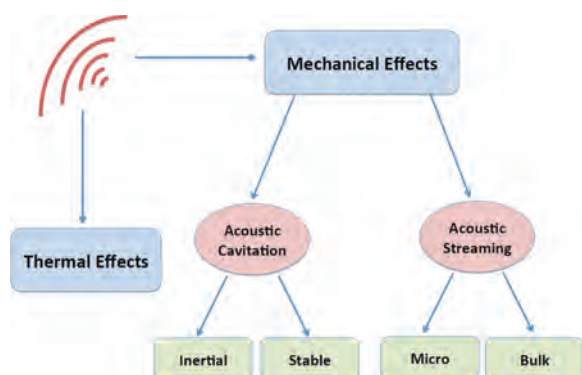 Mechanical Effects
Thermal Effects
Acoustic
Cavitation
Acoustic
Streaming
Inertial
Stable
Micro
Bulk